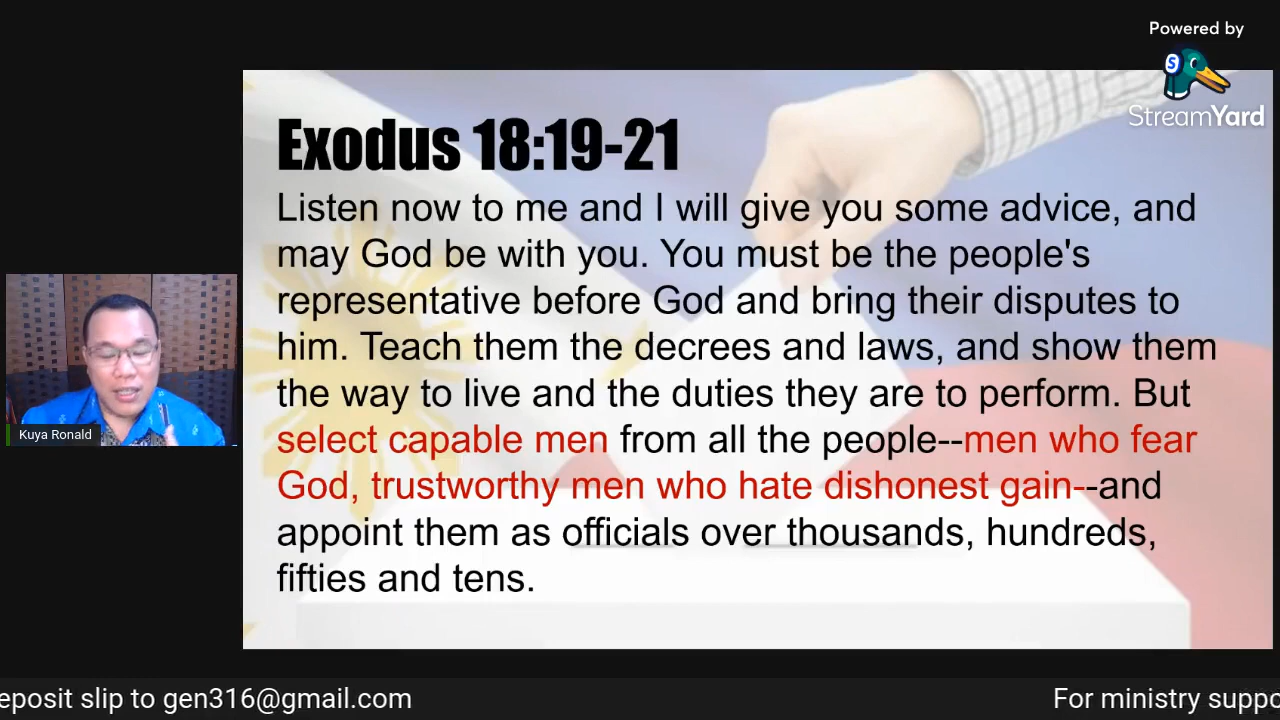 Powered by
StreamYard
Exodus 18:19-21
Listen now to me and I will give you some advice, and
may God be with you. You must be the people's
representative before God and bring their disputes to
him. Teach them the decrees and laws, and show them
the way to live and the duties they are to perform. But
select capable men from all the people--men who fear
God, trustworthy men who hate dishonest gain--and
appoint them as officials over thousands, hundreds,
fifties and tens.
Kuya Ronald
eposit slip to gen316@gmail.com
For ministry suppo